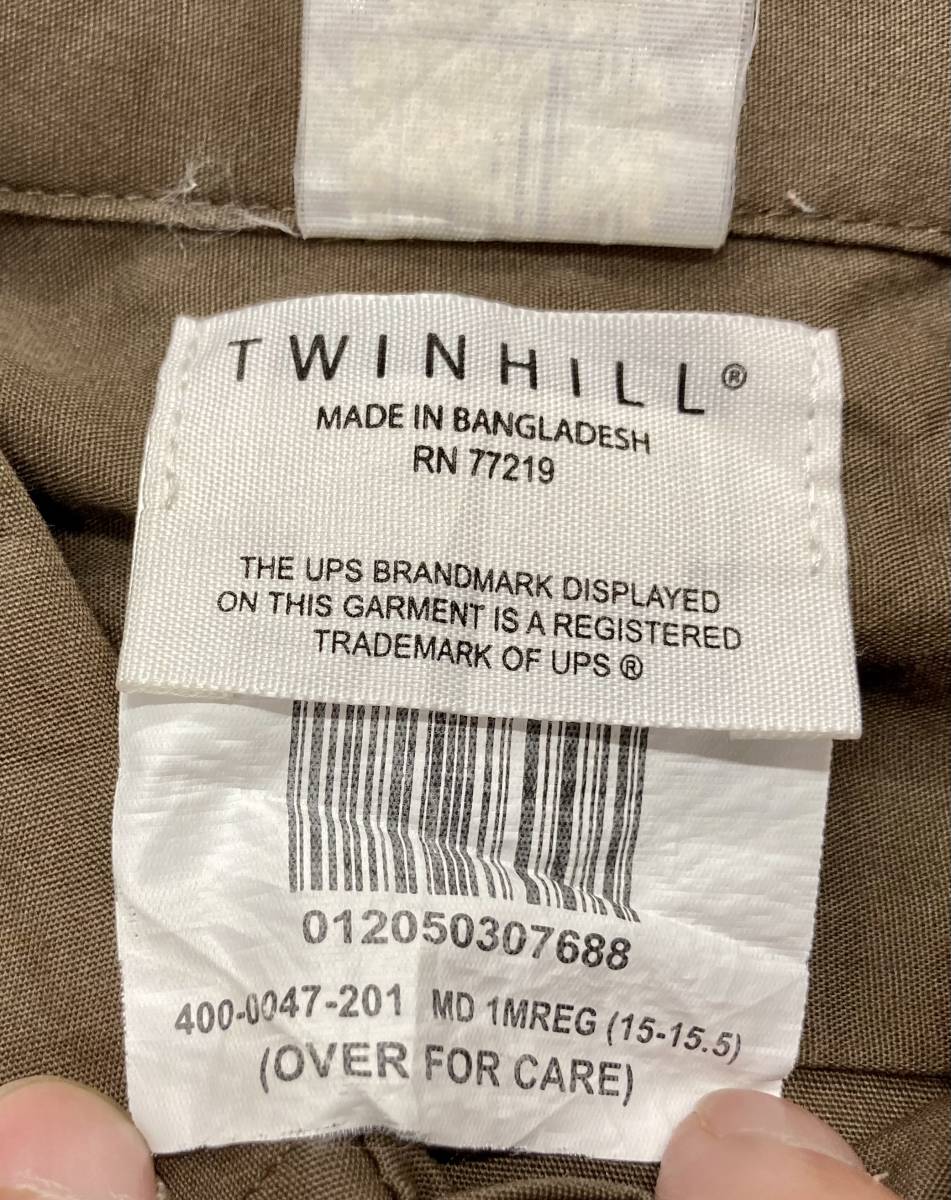 TWINHILL®
MADE IN BANGLADESH
RN 77219
THE UPS BRANDMARK DISPLAYED
ON THIS GARMENT IS A REGISTERED
TRADEMARK OF UPS ®
012050307688
400-0047-201 MD 1MREG (15-15.5)
(OVER FOR CARE)